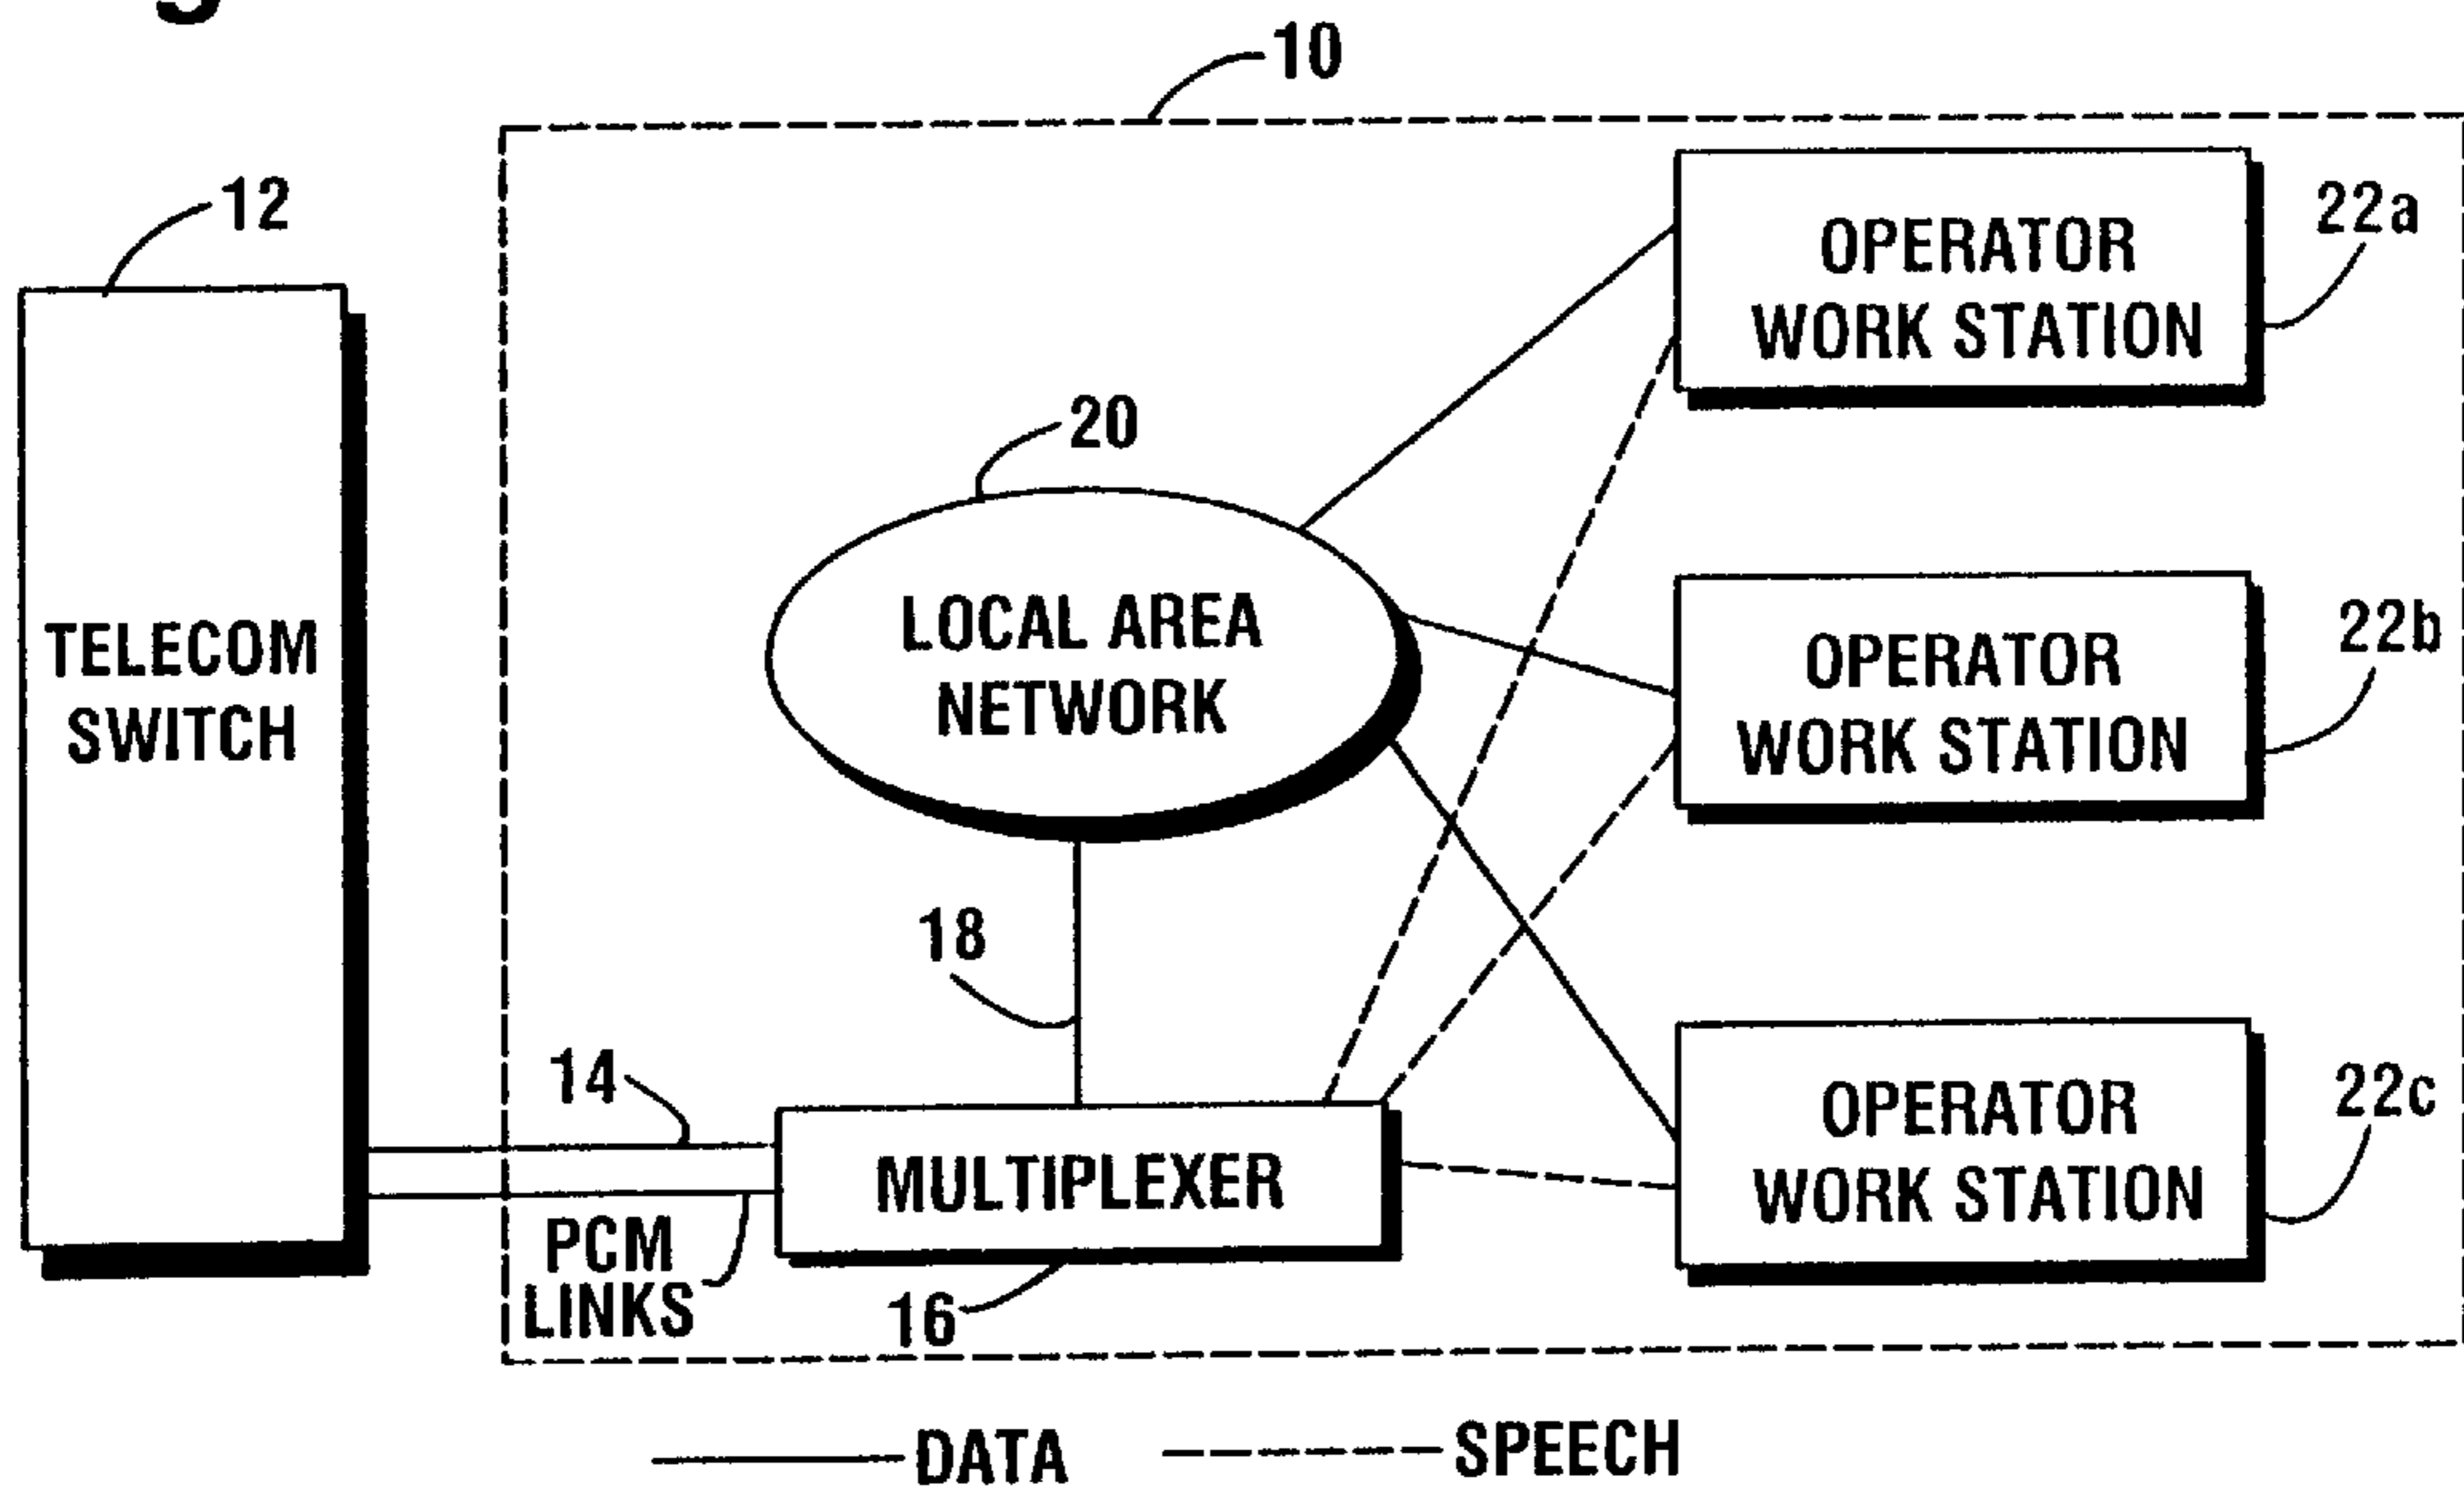 10
12
OPERATOR
WORK STATION
22a
20
LOCAL AREA
NETWORK
TELECOM
SWITCH
OPERATOR
WORK STATION
22b
18
14
MULTIPLEXER
PCM
LINKS
16
OPERATOR
WORK STATION
22c
DATA
SPEECH